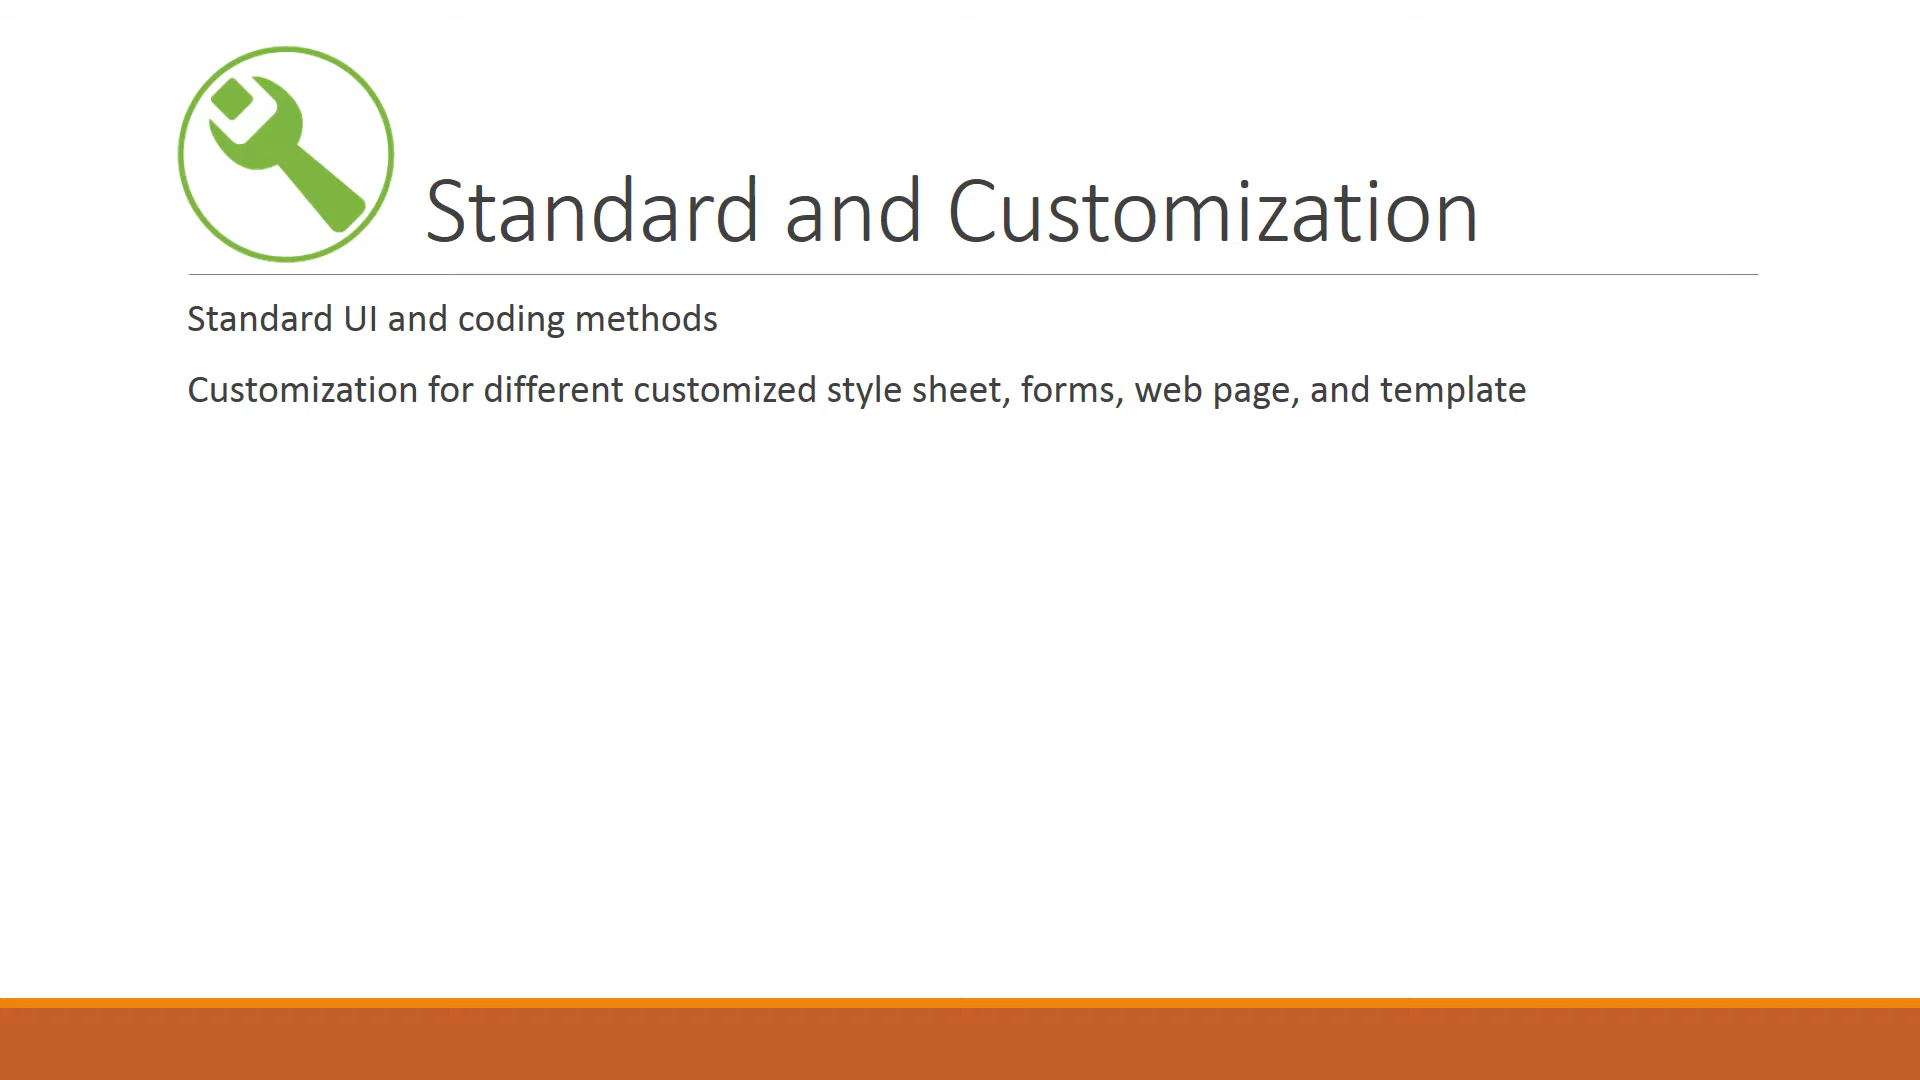 Standard and Customization
Standard UI and coding methods
Customization for different customized style sheet, forms, web page, and template